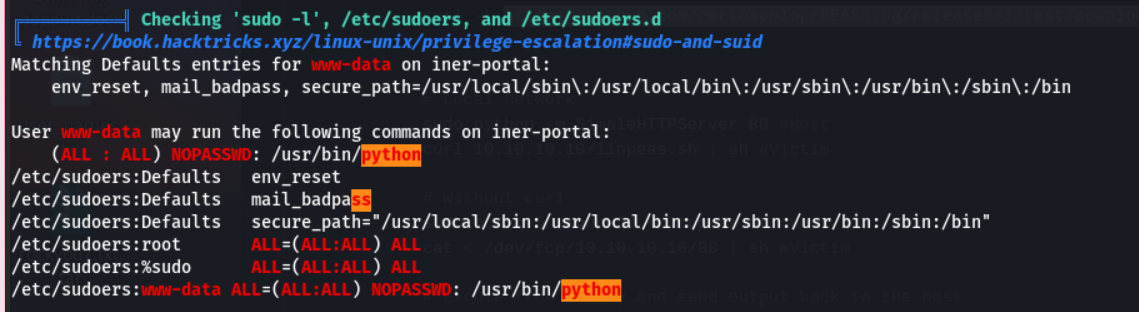 ╔══════════╣ Checking 'sudo -l', /etc/sudoers, and /etc/sudoers.d
╚ https://book.hacktricks.xyz/linux-unix/privilege-escalation#sudo-and-suid
Matching Defaults entries for www-data on iner-portal:
env_reset, mail_badpass, secure_path=/usr/local/sbin\:/usr/local/bin\:/usr/sbin\:/usr/bin\:/sbin\:/bin
User www-data may run the following commands on iner-portal:
(ALL : ALL) NOPASSWD: /usr/bin/python
/etc/sudoers:Defaults env_reset
/etc/sudoers:Defaults mail_badpass
/etc/sudoers:Defaults secure_path="/usr/local/sbin:/usr/local/bin:/usr/sbin:/usr/bin:/sbin:/bin"
/etc/sudoers:root ALL=(ALL:ALL) ALL
/etc/sudoers:%sudo ALL=(ALL:ALL) ALL
/etc/sudoers:www-data ALL=(ALL:ALL) NOPASSWD: /usr/bin/python